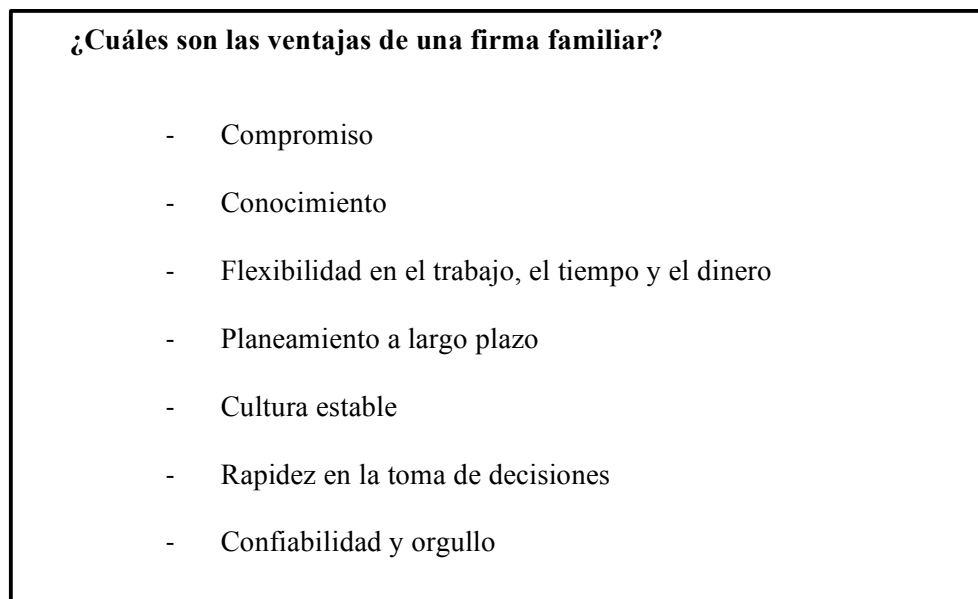 ¿Cuáles son las ventajas de una firma familiar?
- Compromiso
- Conocimiento
- Flexibilidad en el trabajo, el tiempo y el dinero
- Planeamiento a largo plazo
- Cultura estable
- Rapidez en la toma de decisiones
- Confiabilidad y orgullo